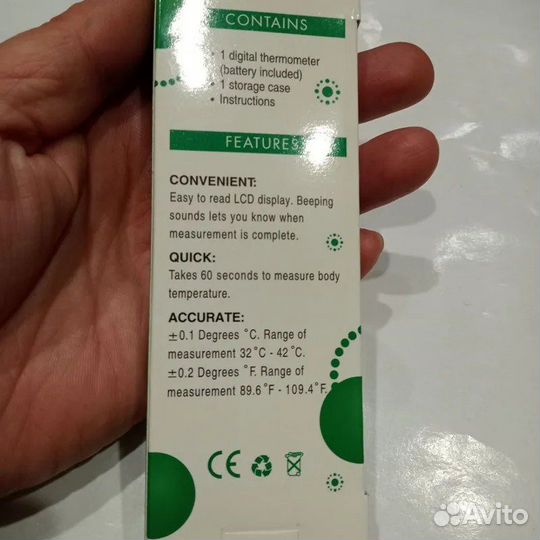 CONTAINS
• 1 digital thermometer
(battery included)
• 1 storage case
• Instructions
FEATURES
CONVENIENT:
Easy to read LCD display. Beeping
sounds lets you know when
measurement is complete.
QUICK:
Takes 60 seconds to measure body
temperature.
ACCURATE:
±0.1 Degrees ˚C. Range of
measurement 32˚C - 42˚C.
±0.2 Degrees ˚F. Range of
measurement 89.6˚F - 109.4˚F.
CE
Avito